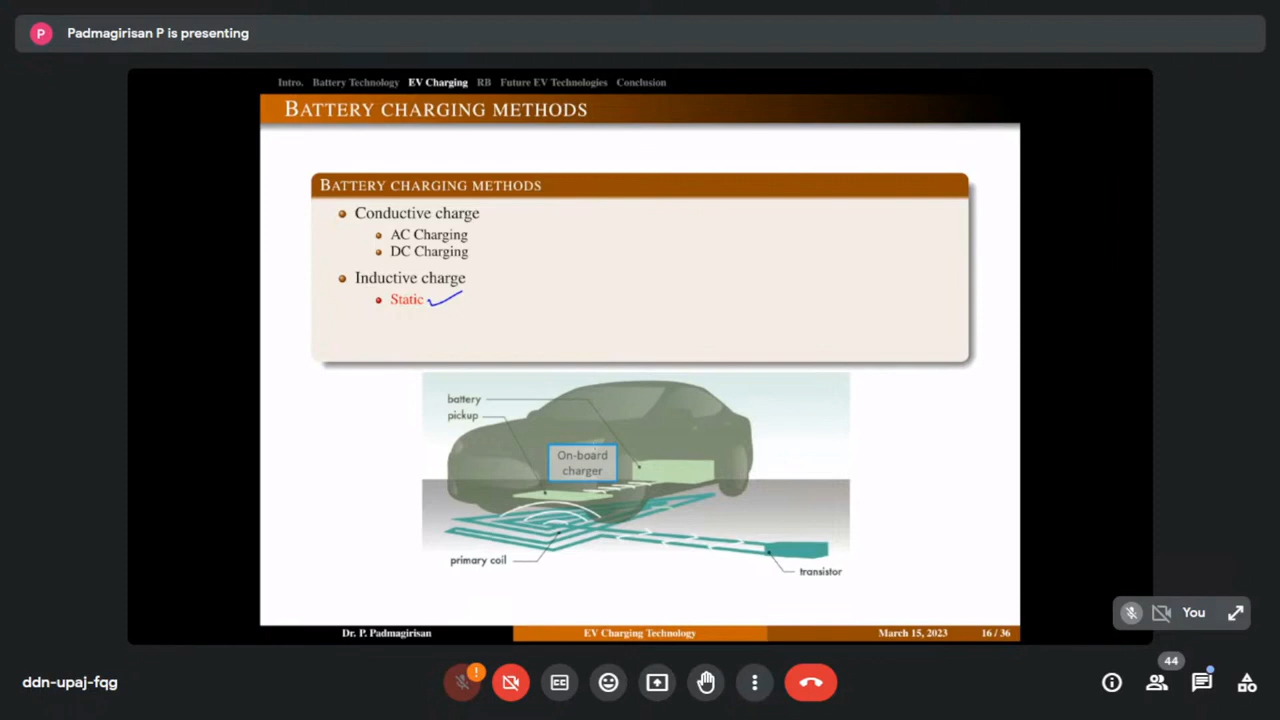 P Padmagirisan P is presenting
Intro. Battery Technology EV Charging RB Future EV Technologies Conclusion
BATTERY CHARGING METHODS
BATTERY CHARGING METHODS
Conductive charge
AC Charging
DC Charging
Inductive charge
Static
battery
pickup
On-board
charger
primary coil
transistor
You
Dr. P. Padmagirisan EV Charging Technology March 15, 2023 16 / 36
ddn-upaj-fqg
!
CC
44